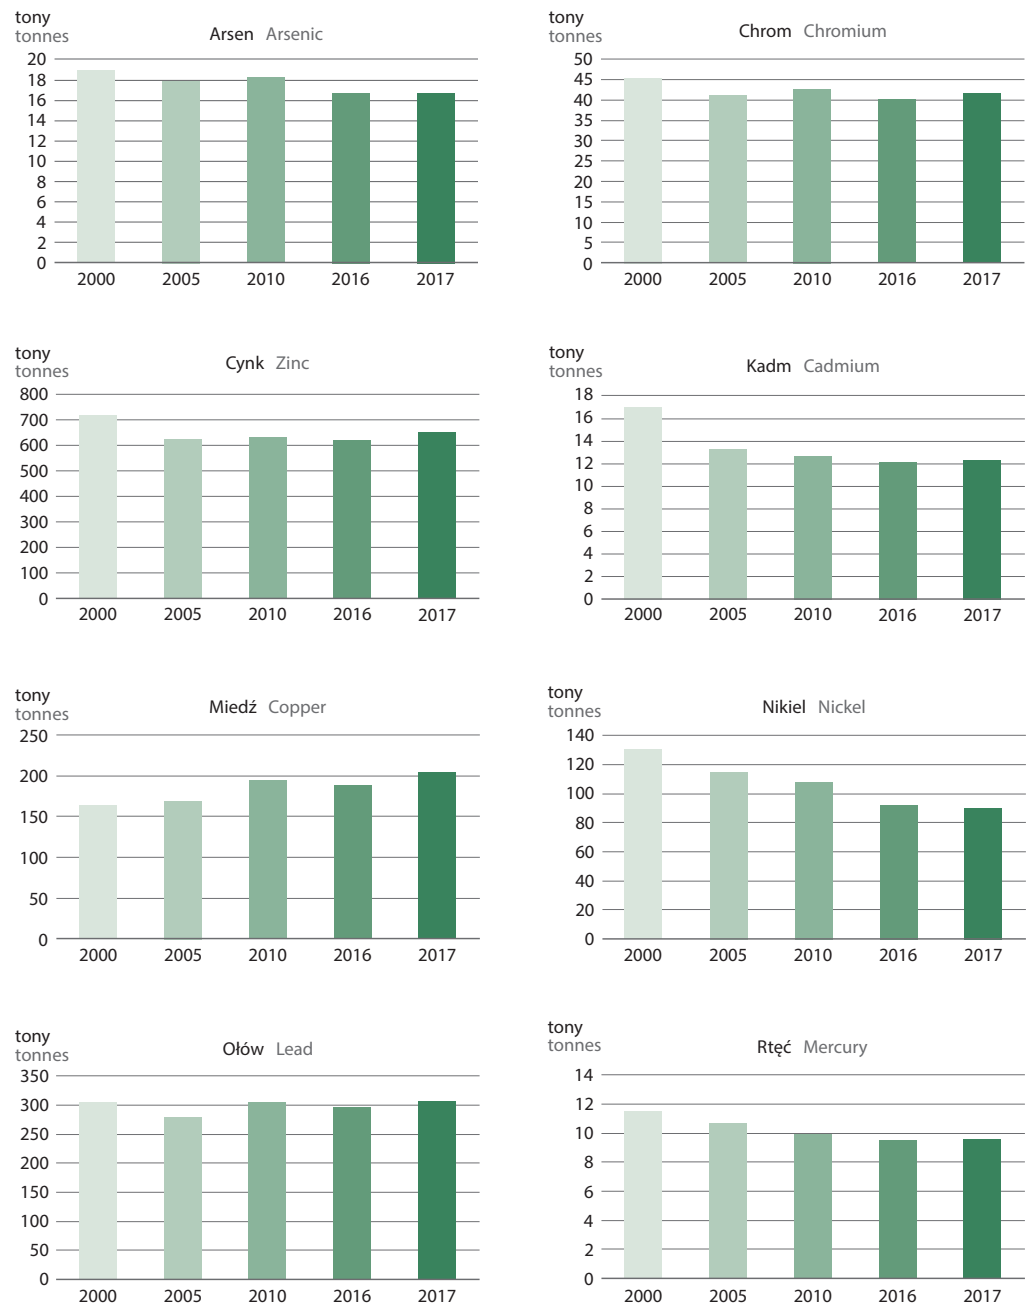 tony
tonnes
Arsen Arsenic
20
18
16
14
12
10
8
6
4
2
0
2000 2005 2010 2016 2017
tony
tonnes
Chrom Chromium
50
45
40
35
30
25
20
15
10
5
0
2000 2005 2010 2016 2017
tony
tonnes
Cynk Zinc
800
700
600
500
400
300
200
100
0
2000 2005 2010 2016 2017
tony
tonnes
Kadm Cadmium
18
16
14
12
10
8
6
4
2
0
2000 2005 2010 2016 2017
tony
tonnes
Miedź Copper
250
200
150
100
50
0
2000 2005 2010 2016 2017
tony
tonnes
Nikiel Nickel
140
120
100
80
60
40
20
0
2000 2005 2010 2016 2017
tony
tonnes
Ołów Lead
350
300
250
200
150
100
50
0
2000 2005 2010 2016 2017
tony
tonnes
Rtęć Mercury
14
12
10
8
6
4
2
0
2000 2005 2010 2016 2017